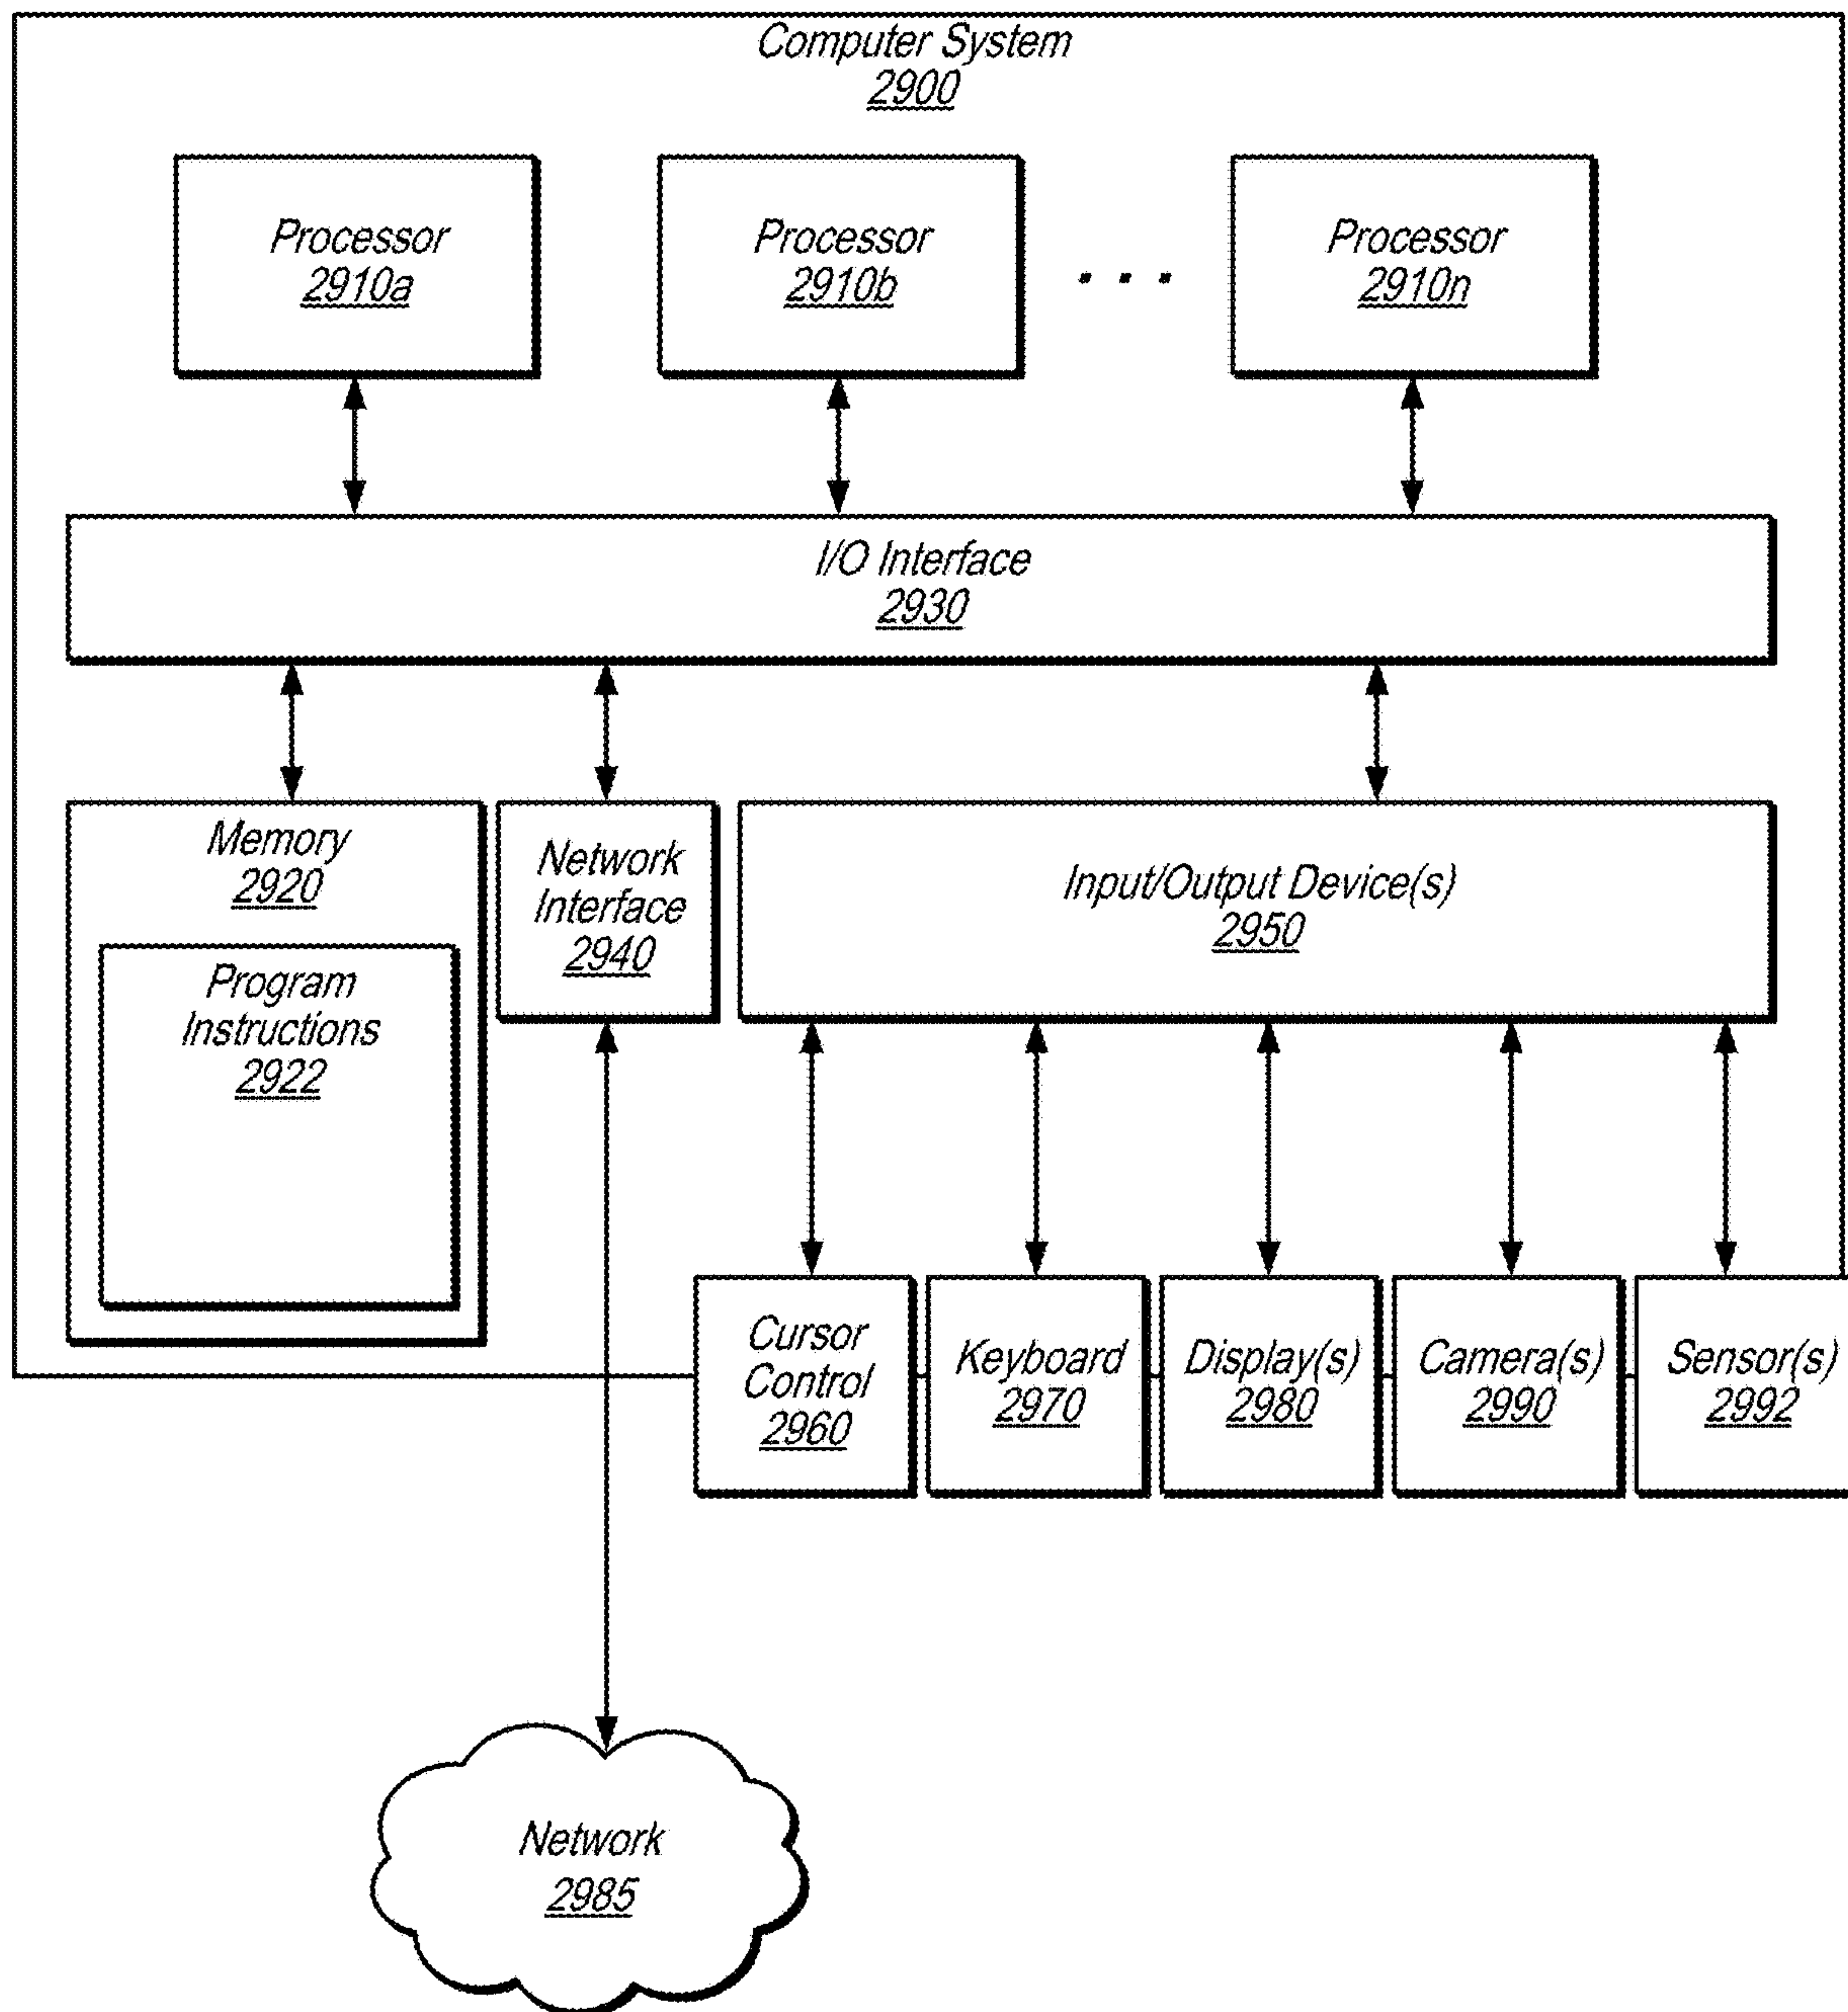 Computer System
2900
Processor
2910a
Processor
2910b
. . .
Processor
2910n
I/O Interface
2930
Memory
2920
Program
Instructions
2922
Network
Interface
2940
Input/Output Device(s)
2950
Cursor
Control
2960
Keyboard
2970
Display(s)
2980
Camera(s)
2990
Sensor(s)
2992
Network
2985